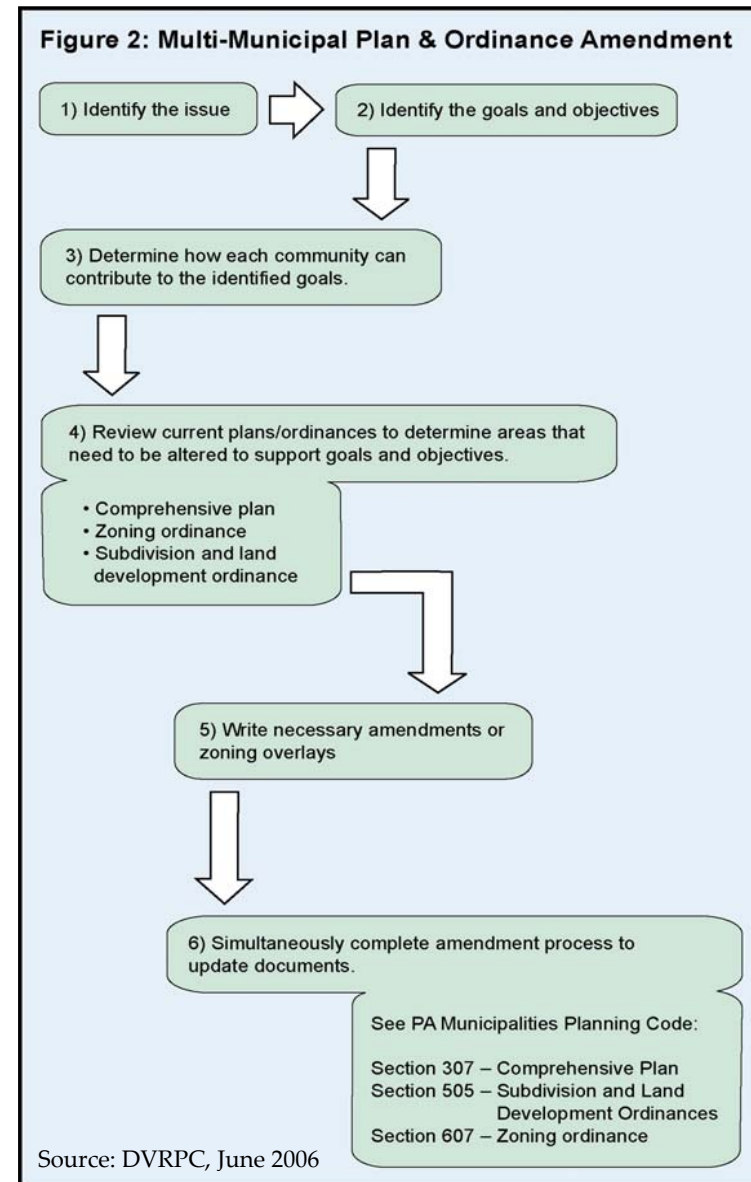 Figure 2: Multi-Municipal Plan & Ordinance Amendment
1) Identify the issue
2) Identify the goals and objectives
3) Determine how each community can
contribute to the identified goals.
4) Review current plans/ordinances to determine areas that
need to be altered to support goals and objectives.
• Comprehensive plan
• Zoning ordinance
• Subdivision and land
development ordinance
5) Write necessary amendments or
zoning overlays
6) Simultaneously complete amendment process to
update documents.
See PA Municipalities Planning Code:
Section 307 – Comprehensive Plan
Section 505 – Subdivision and Land
Development Ordinances
Section 607 – Zoning ordinance
Source: DVRPC, June 2006